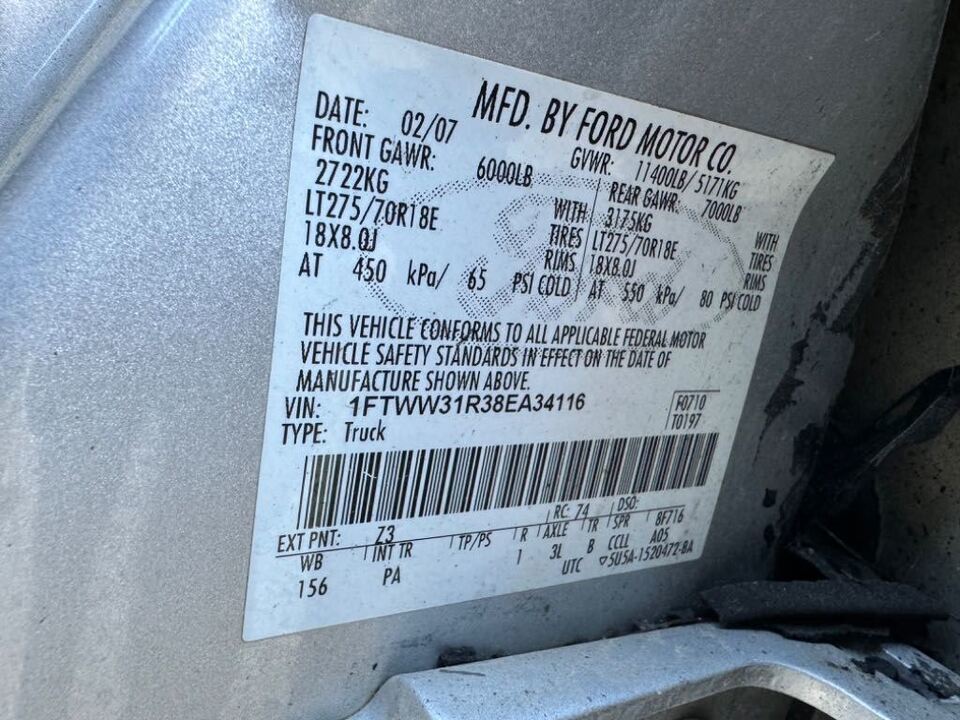 MFD. BY FORD MOTOR CO.
DATE: 02/07 GVWR: 11400LB/ 5171KG
FRONT GAWR: 6000LB REAR GAWR: 7000LB
2722KG WITH 3175KG WITH
LT275/70R18E TIRES LT275/70R18E TIRES
18X8.0J RIMS 18X8.0J RIMS
AT 450 kPa/ 65 PSI COLD AT 550 kPa/ 80 PSI COLD
THIS VEHICLE CONFORMS TO ALL APPLICABLE FEDERAL MOTOR
VEHICLE SAFETY STANDARDS IN EFFECT ON THE DATE OF
MANUFACTURE SHOWN ABOVE.
VIN: 1FTWW31R38EA34116 F0710
TYPE: Truck T0197
EXT PNT: Z3 RC: 74 DSO:
WB INT TR TP/PS R AXLE TR SPR 8F716
156 PA 1 3L B CCLL A05
UTC ▽5U5A-1520472-BA